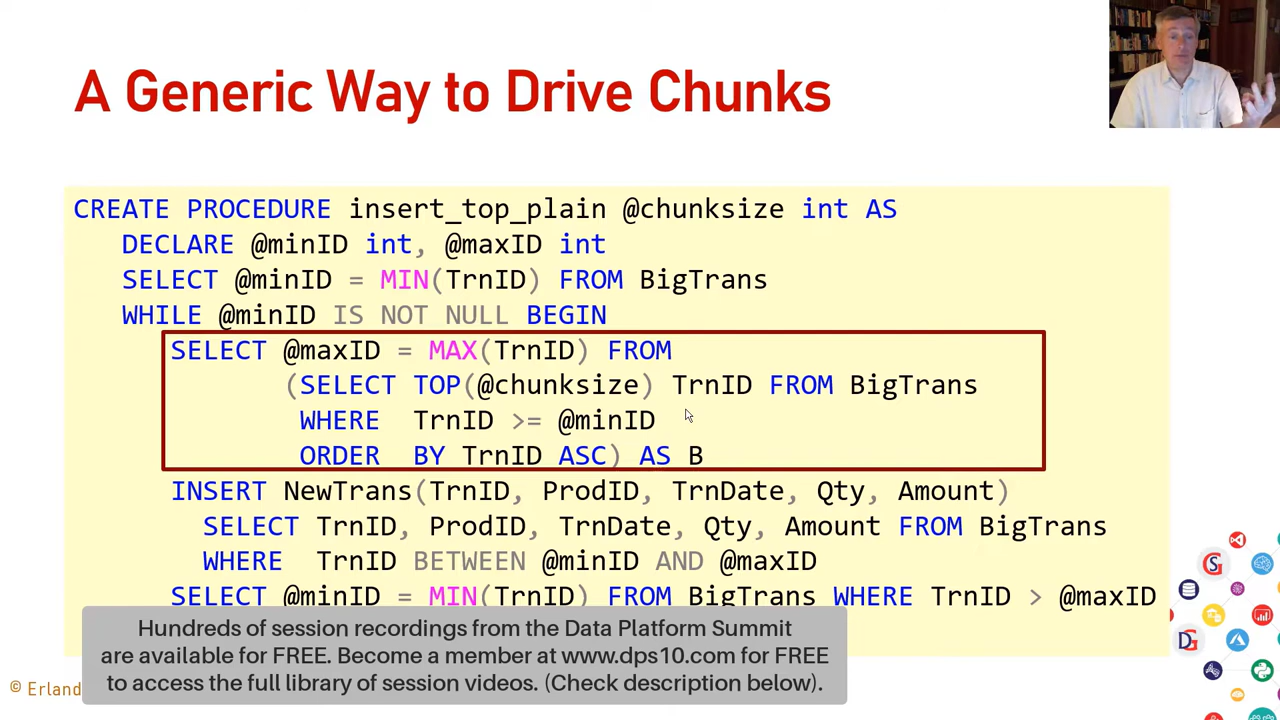 A Generic Way to Drive Chunks
CREATE PROCEDURE insert_top_plain @chunksize int AS
DECLARE @minID int, @maxID int
SELECT @minID = MIN(TrnID) FROM BigTrans
WHILE @minID IS NOT NULL BEGIN
SELECT @maxID = MAX(TrnID) FROM
(SELECT TOP(@chunksize) TrnID FROM BigTrans
WHERE TrnID >= @minID
ORDER BY TrnID ASC) AS B
INSERT NewTrans(TrnID, ProdID, TrnDate, Qty, Amount)
SELECT TrnID, ProdID, TrnDate, Qty, Amount FROM BigTrans
WHERE TrnID BETWEEN @minID AND @maxID
SELECT @minID = MIN(TrnID) FROM BigTrans WHERE TrnID > @maxID
Hundreds of session recordings from the Data Platform Summit
are available for FREE. Become a member at www.dps10.com for FREE
to access the full library of session videos. (Check description below).
© Erland